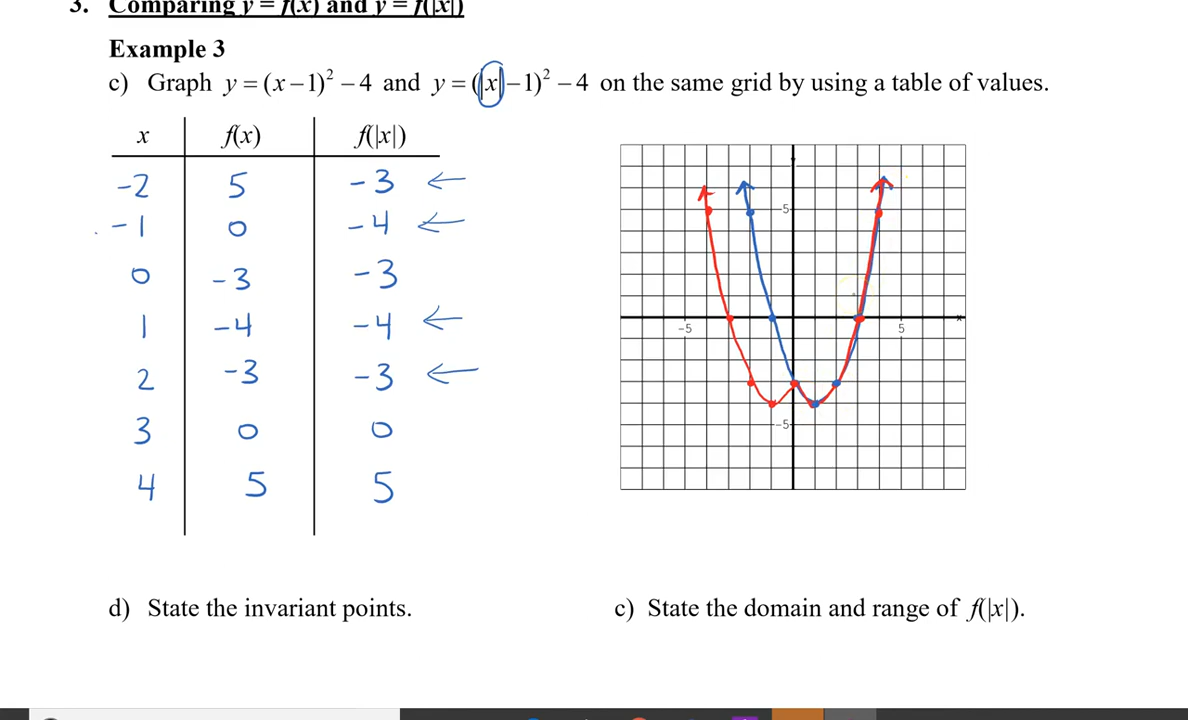 3. Comparing y = f(x) and y = f(|x|)
Example 3
c) Graph y = (x − 1)² − 4 and y = (|x| − 1)² − 4 on the same grid by using a table of values.
x f(x) f(|x|)
-2 5 -3 ←
-1 0 -4 ←
0 -3 -3
1 -4 -4 ←
2 -3 -3 ←
3 0 0
4 5 5
5
-5 5 x
-5
d) State the invariant points.
c) State the domain and range of f(|x|).